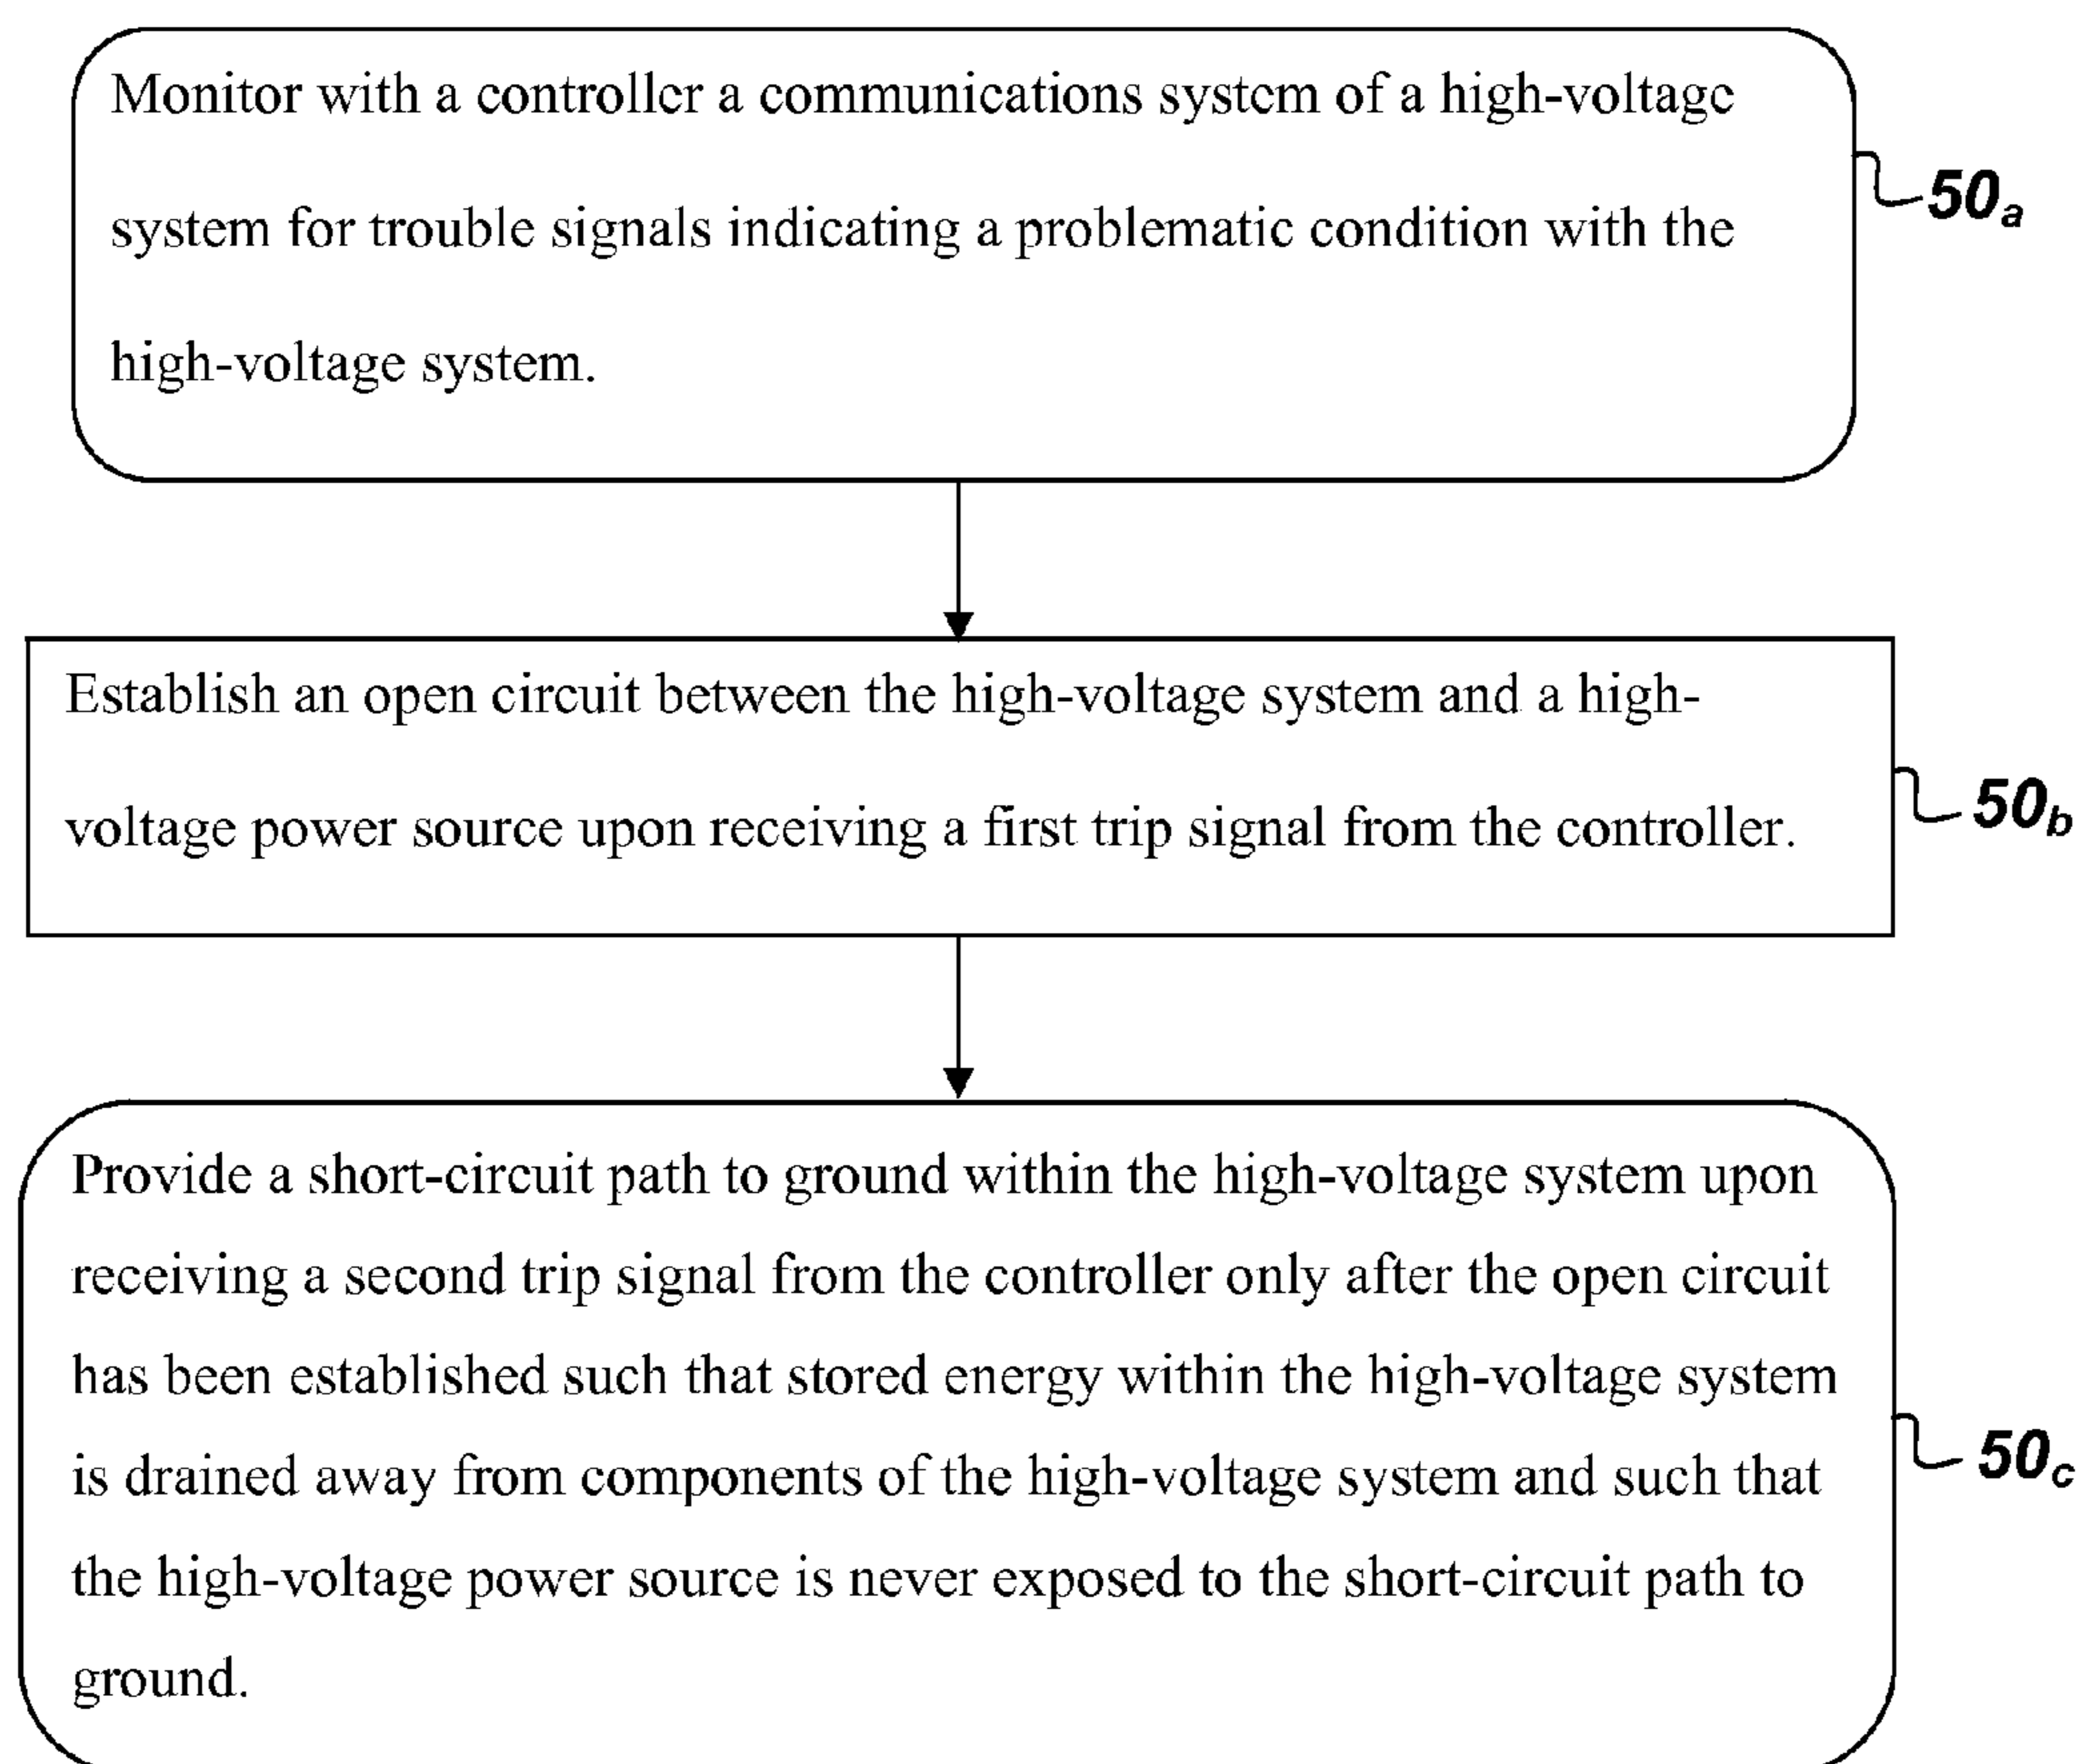 Monitor with a controller a communications system of a high-voltage
system for trouble signals indicating a problematic condition with the
high-voltage system.
50a
Establish an open circuit between the high-voltage system and a high-
voltage power source upon receiving a first trip signal from the controller.
50b
Provide a short-circuit path to ground within the high-voltage system upon
receiving a second trip signal from the controller only after the open circuit
has been established such that stored energy within the high-voltage system
is drained away from components of the high-voltage system and such that
the high-voltage power source is never exposed to the short-circuit path to
ground.
50c